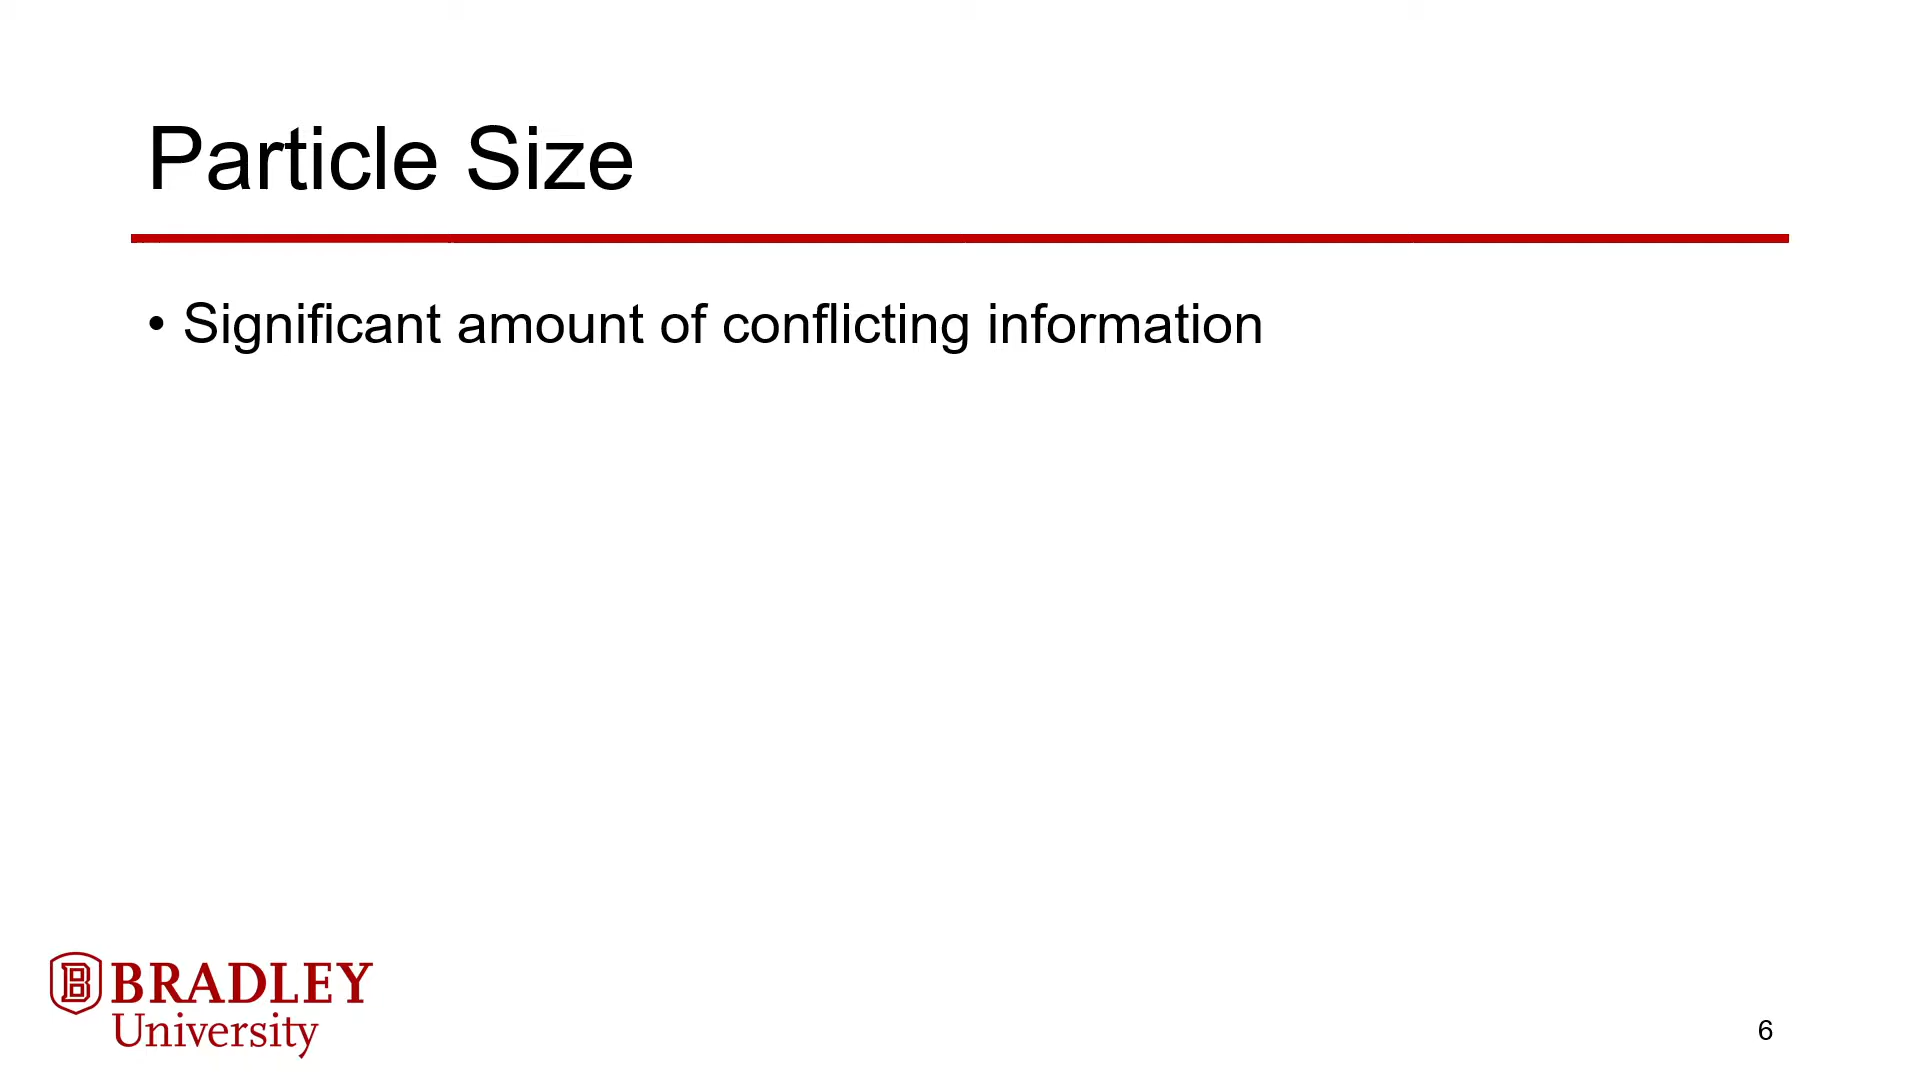 Particle Size
• Significant amount of conflicting information
B BRADLEY
University
6